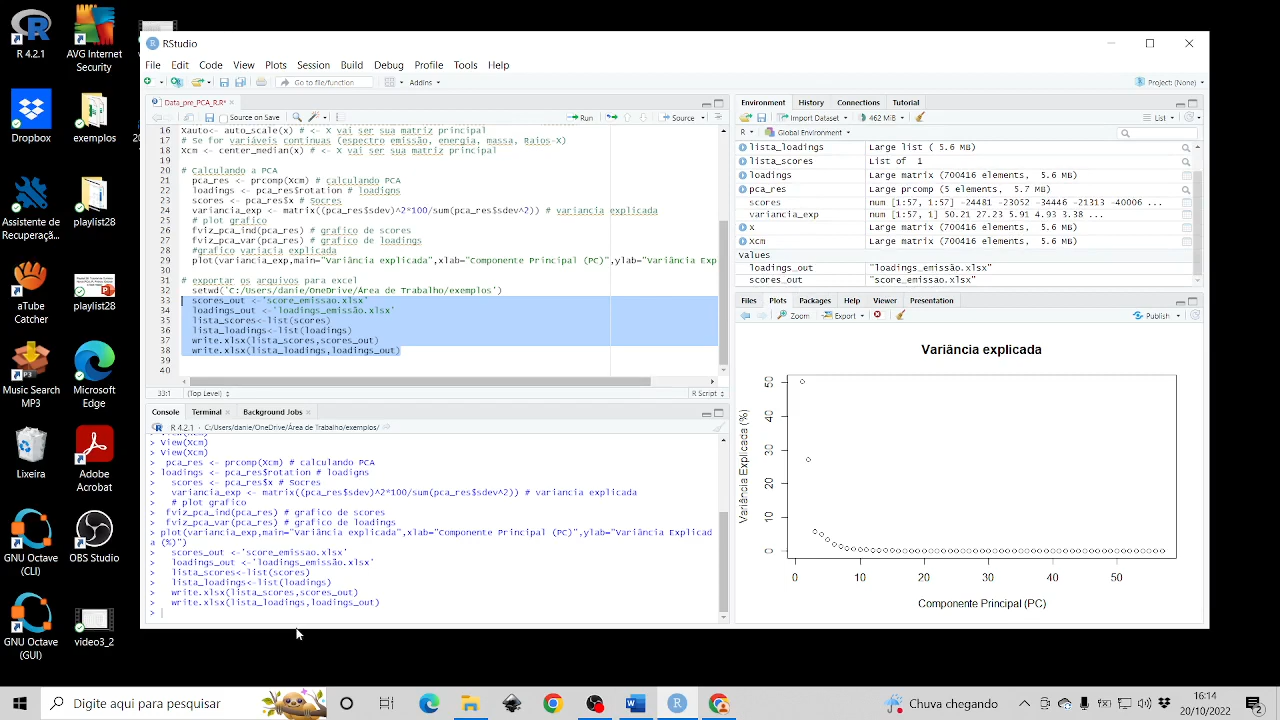 R 4.2.1
AVG Internet
Security
Dropbox
exemplos
Assistente de
Recuperaçã...
playlist28
aTube
Catcher
playlist28
Music Search
MP3
Microsoft
Edge
Lixeira
Adobe
Acrobat
GNU Octave
(CLI)
OBS Studio
GNU Octave
(GUI)
video3_2
RStudio
File Edit Code View Plots Session Build Debug Profile Tools Help
Go to file/function Addins
Project: (None)
Data_pre_PCA_R.R*
Source on Save Run Source
16 Xauto<- auto_scale(x) # <- X vai ser sua matriz principal
17 # Se for variáveis continuas (espectro emissão, energia, massa, Raios-X)
18 Xcm <- center_median(x) # <- X vai ser sua matriz principal
19
20 # Calculando a PCA
21 pca_res <- prcomp(Xcm) # calculando PCA
22 loadings <- pca_res$rotation # loadigns
23 scores <- pca_res$x # Socres
24 variancia_exp <- matrix((pca_res$sdev)^2*100/sum(pca_res$sdev^2)) # variancia explicada
25 # plot grafico
26 fviz_pca_ind(pca_res) # grafico de scores
27 fviz_pca_var(pca_res) # grafico de loadings
28 #grafico variacia explicada
29 plot(variancia_exp,main="Variância explicada",xlab="Componente Principal (PC)",ylab="Variância Exp
30
31 # exportar os arquivos para excel
32 setwd('C:/Users/danie/OneDrive/Área de Trabalho/exemplos')
33 scores_out <-'score_emissao.xlsx'
34 loadings_out <-'loadings_emissão.xlsx'
35 lista_scores<-list(scores)
36 lista_loadings<-list(loadings)
37 write.xlsx(lista_scores,scores_out)
38 write.xlsx(lista_loadings,loadings_out)
39
40
33:1 (Top Level) R Script
Console Terminal Background Jobs
R 4.2.1 · C:/Users/danie/OneDrive/Área de Trabalho/exemplos/
> View(Xcm)
> View(Xcm)
> pca_res <- prcomp(Xcm) # calculando PCA
> loadings <- pca_res$rotation # loadigns
> scores <- pca_res$x # Socres
> variancia_exp <- matrix((pca_res$sdev)^2*100/sum(pca_res$sdev^2)) # variancia explicada
> # plot grafico
> fviz_pca_ind(pca_res) # grafico de scores
> fviz_pca_var(pca_res) # grafico de loadings
> plot(variancia_exp,main="Variância explicada",xlab="Componente Principal (PC)",ylab="Variância Explicad
a (%)")
> scores_out <-'score_emissao.xlsx'
> loadings_out <-'loadings_emissão.xlsx'
> lista_scores<-list(scores)
> lista_loadings<-list(loadings)
> write.xlsx(lista_scores,scores_out)
> write.xlsx(lista_loadings,loadings_out)
>
Environment History Connections Tutorial
Import Dataset 462 MiB List
R Global Environment
lista_loadings Large list ( 5.6 MB)
lista_scores List of 1
loadings Large matrix (700416 elements, 5.6 MB)
pca_res Large prcomp (5 elements, 5.7 MB)
scores num [1:57, 1:57] -24481 -23052 -34446 -21313 -40006 ...
variancia_exp num [1:57, 1] 50.21 27.23 5.91 4.93 3.38 ...
x Large matrix (700416 elements, 5.6 MB)
Xcm Large matrix (700416 elements, 5.6 MB)
Values
loadings_out "loadings_emissão.xlsx"
scores_out "score_emissao.xlsx"
Files Plots Packages Help Viewer Presentation
Zoom Export Publish
Variância explicada
Variância Explicada (%)
50
40
30
20
10
0
0 10 20 30 40 50
Componente Principal (PC)
Digite aqui para pesquisar
Chuva chegando
16:14
20/10/2022
2